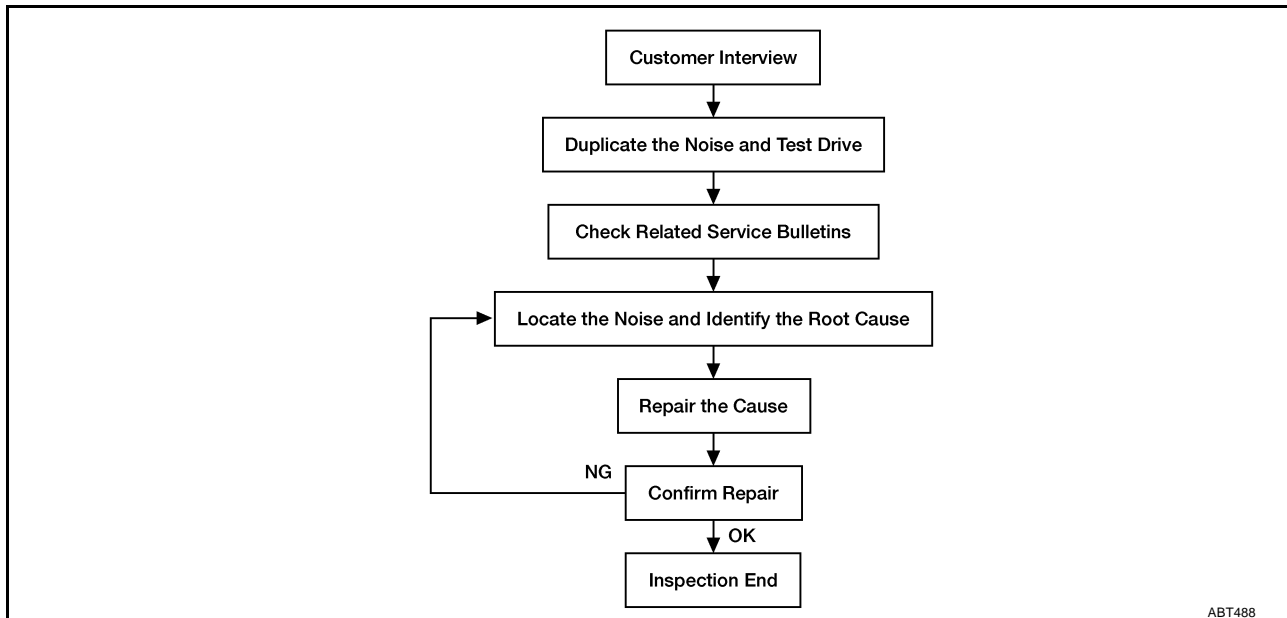 Customer Interview
Duplicate the Noise and Test Drive
Check Related Service Bulletins
Locate the Noise and Identify the Root Cause
Repair the Cause
NG
Confirm Repair
OK
Inspection End
ABT488